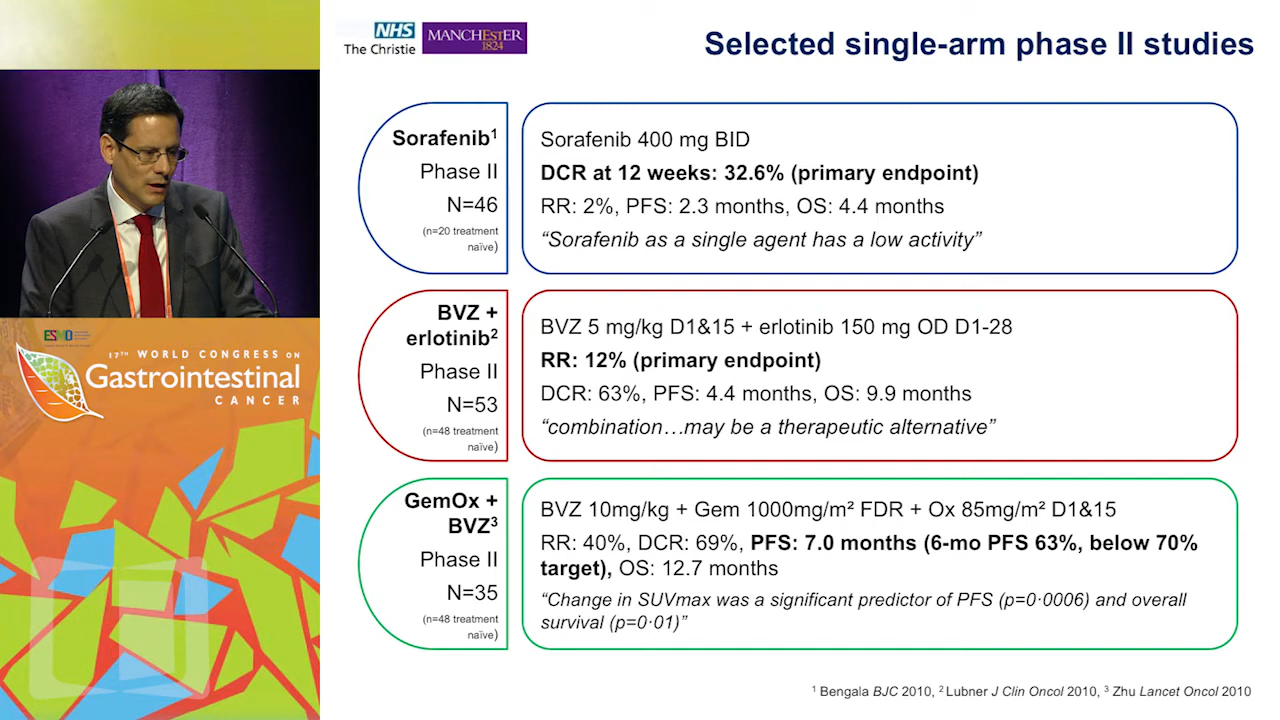 NHS
The Christie
MANCHEstER
1824
Selected single-arm phase II studies
Sorafenib¹
Phase II
N=46
(n=20 treatment
naïve)
Sorafenib 400 mg BID
DCR at 12 weeks: 32.6% (primary endpoint)
RR: 2%, PFS: 2.3 months, OS: 4.4 months
“Sorafenib as a single agent has a low activity”
BVZ +
erlotinib²
Phase II
N=53
(n=48 treatment
naïve)
BVZ 5 mg/kg D1&15 + erlotinib 150 mg OD D1-28
RR: 12% (primary endpoint)
DCR: 63%, PFS: 4.4 months, OS: 9.9 months
“combination…may be a therapeutic alternative”
GemOx +
BVZ³
Phase II
N=35
(n=48 treatment
naïve)
BVZ 10mg/kg + Gem 1000mg/m² FDR + Ox 85mg/m² D1&15
RR: 40%, DCR: 69%, PFS: 7.0 months (6-mo PFS 63%, below 70%
target), OS: 12.7 months
“Change in SUVmax was a significant predictor of PFS (p=0·0006) and overall
survival (p=0·01)”
¹ Bengala BJC 2010, ² Lubner J Clin Oncol 2010, ³ Zhu Lancet Oncol 2010
ESMO
17TH WORLD CONGRESS ON
Gastrointestinal
CANCER